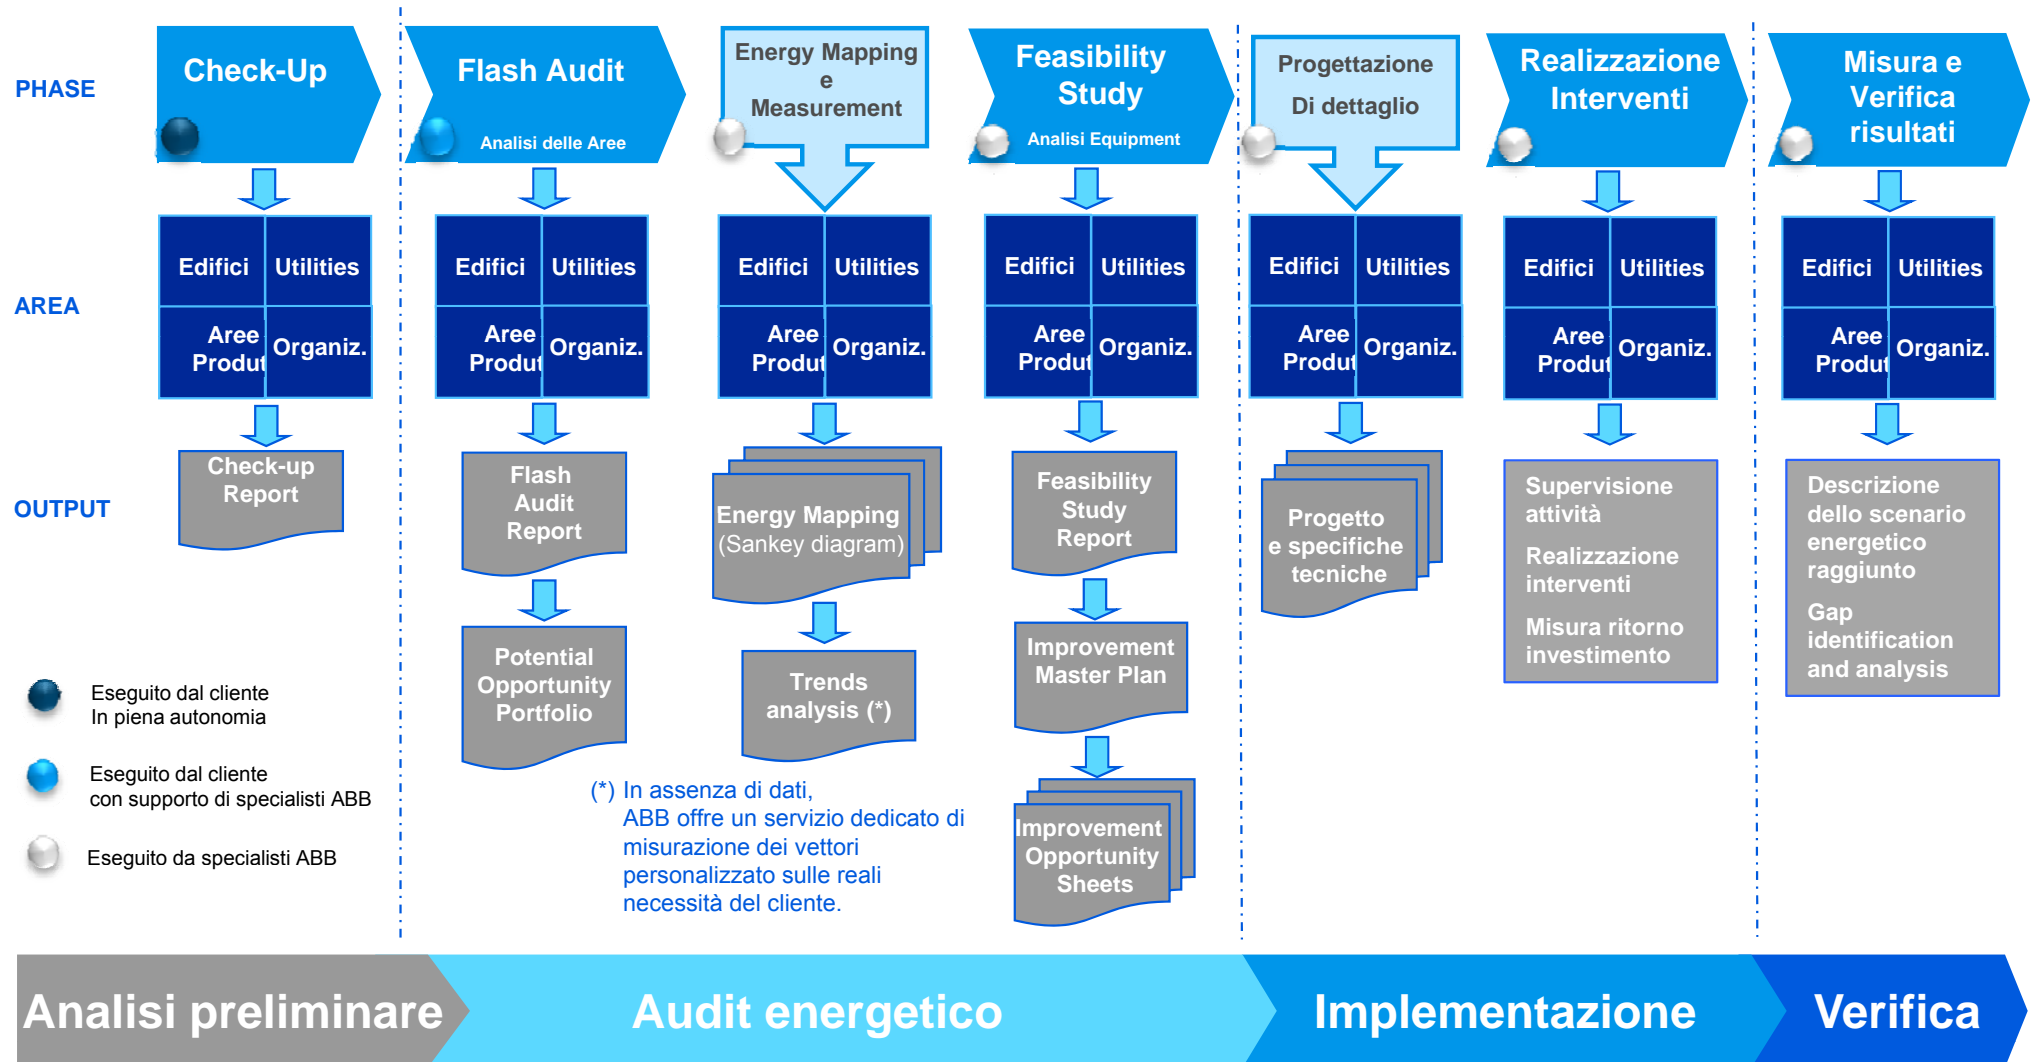 PHASE
Check-Up
Flash Audit
Analisi delle Aree
Energy Mapping
e
Measurement
Feasibility
Study
Analisi Equipment
Progettazione
Di dettaglio
Realizzazione
Interventi
Misura e
Verifica
risultati
AREA
Edifici
Utilities
Aree
Produt
Organiz.
Edifici
Utilities
Aree
Produt
Organiz.
Edifici
Utilities
Aree
Produt
Organiz.
Edifici
Utilities
Aree
Produt
Organiz.
Edifici
Utilities
Aree
Produt
Organiz.
Edifici
Utilities
Aree
Produt
Organiz.
Edifici
Utilities
Aree
Produt
Organiz.
OUTPUT
Check-up
Report
Flash
Audit
Report
Potential
Opportunity
Portfolio
Energy Mapping
(Sankey diagram)
Trends
analysis (*)
Feasibility
Study
Report
Improvement
Master Plan
Improvement
Opportunity
Sheets
Progetto
e specifiche
tecniche
Supervisione
attività
Realizzazione
interventi
Misura ritorno
investimento
Descrizione
dello scenario
energetico
raggiunto
Gap
identification
and analysis
Eseguito dal cliente
In piena autonomia
Eseguito dal cliente
con supporto di specialisti ABB
Eseguito da specialisti ABB
(*) In assenza di dati,
ABB offre un servizio dedicato di
misurazione dei vettori
personalizzato sulle reali
necessità del cliente.
Analisi preliminare
Audit energetico
Implementazione
Verifica